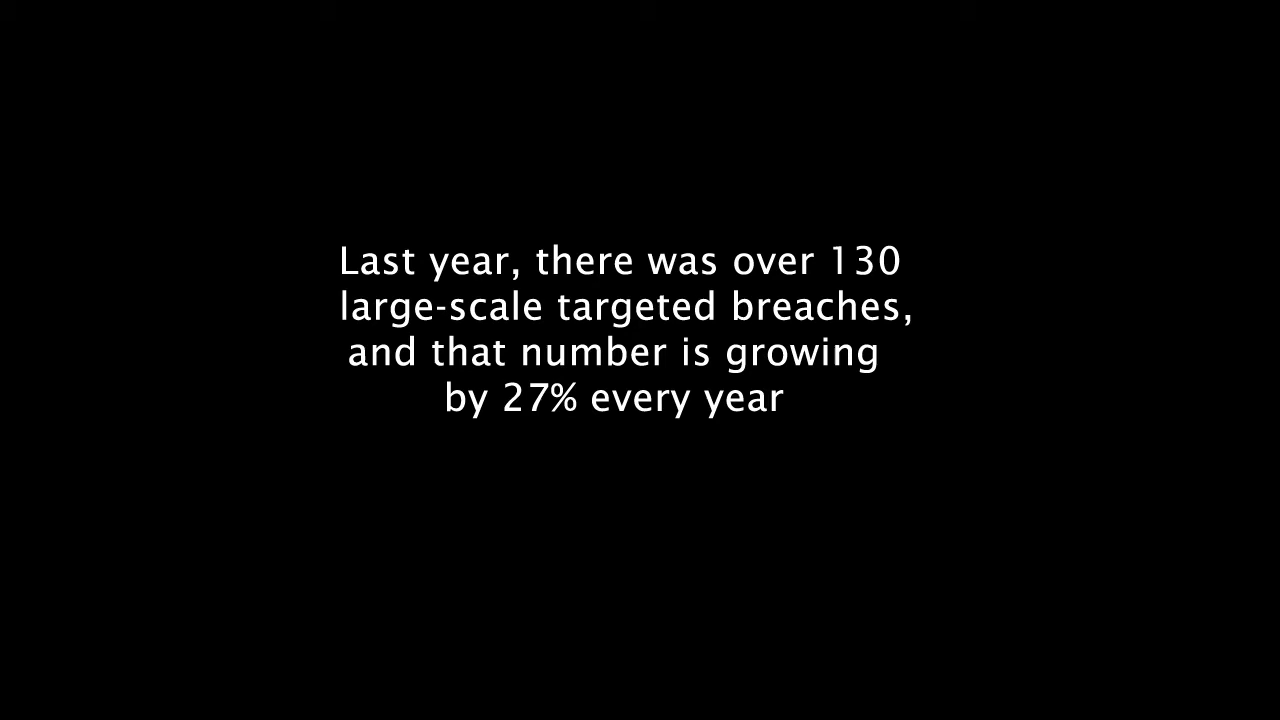 Last year, there was over 130
large-scale targeted breaches,
and that number is growing
by 27% every year